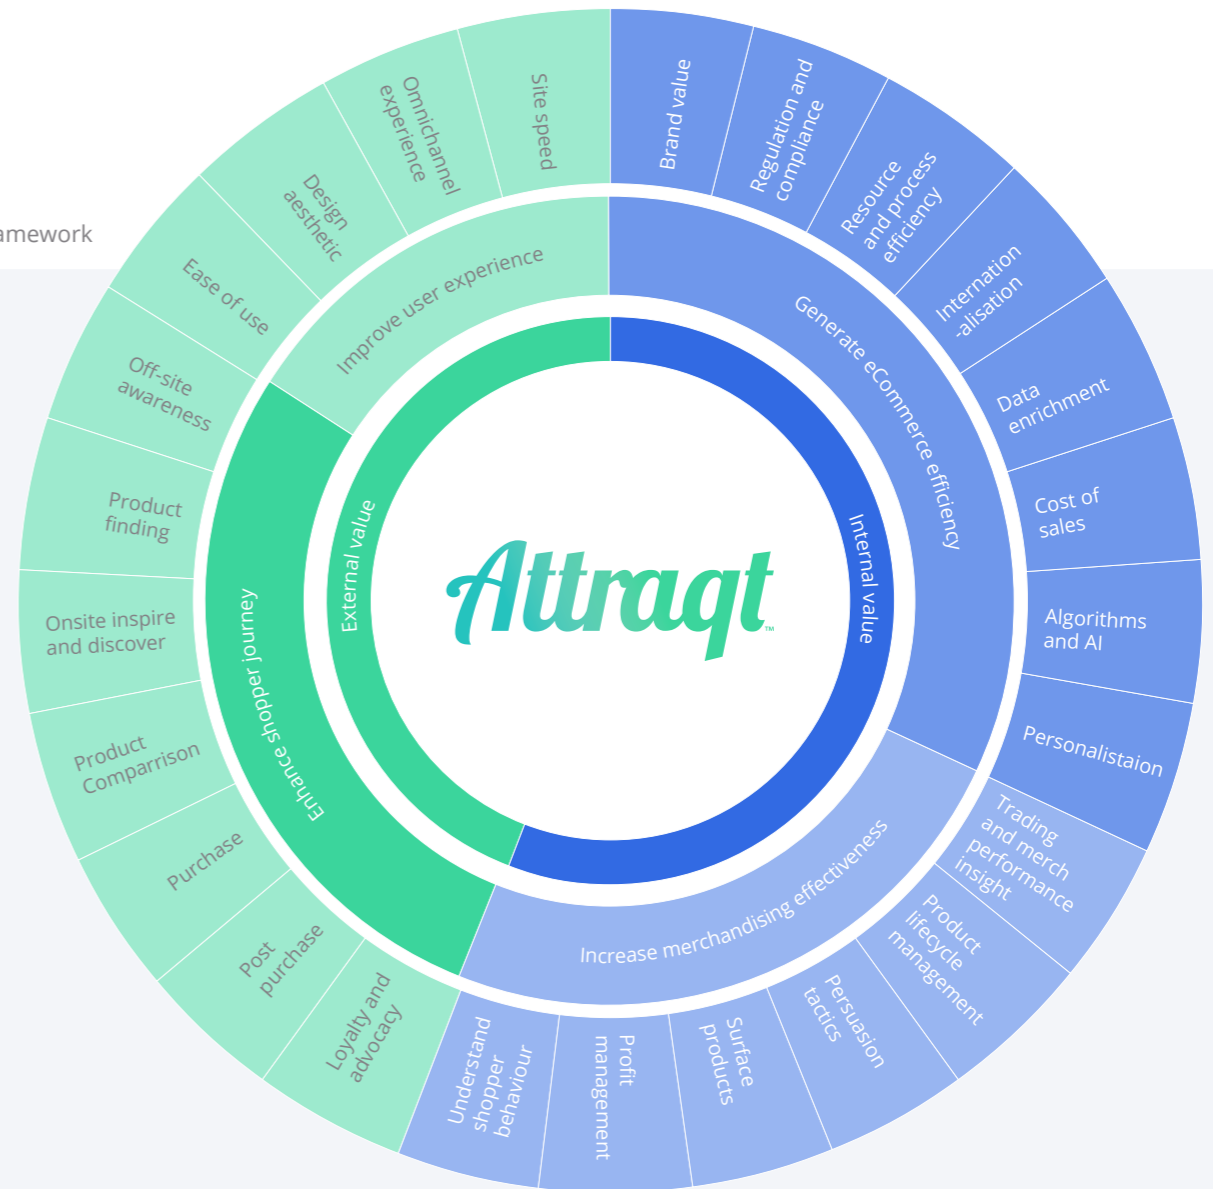 amework
Site speed
Omnichannel
experience
Design
aesthetic
Ease of use
Off-site
awareness
Product
finding
Onsite inspire
and discover
Product
Comparrison
Purchase
Post
purchase
Loyalty and
advocacy
Brand value
Regulation and
compliance
Resource
and process
efficiency
Internation
-alisation
Data
enrichment
Cost of
sales
Algorithms
and AI
Personalistaion
Trading
and merch
performance
insight
Product
lifecycle
management
Persuasion
tactics
Surface
products
Profit
management
Understand
shopper
behaviour
Improve user experience
Enhance shopper journey
Generate eCommerce efficiency
Increase merchandising effectiveness
External value
Internal value
Attraqt™